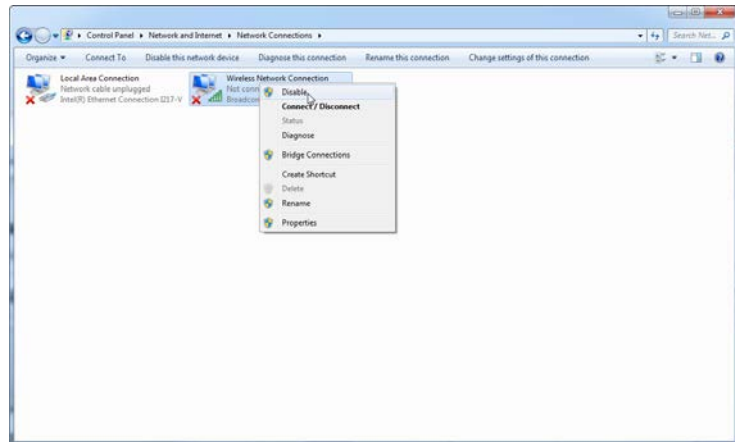 Control Panel ▸ Network and Internet ▸ Network Connections ▸
Search Net...
Organize ▾ Connect To Disable this network device Diagnose this connection Rename this connection Change settings of this connection
Local Area Connection
Network cable unplugged
Intel(R) Ethernet Connection I217-V
Wireless Network Connection
Not conn
Broadcon
Disable
Connect / Disconnect
Status
Diagnose
Bridge Connections
Create Shortcut
Delete
Rename
Properties